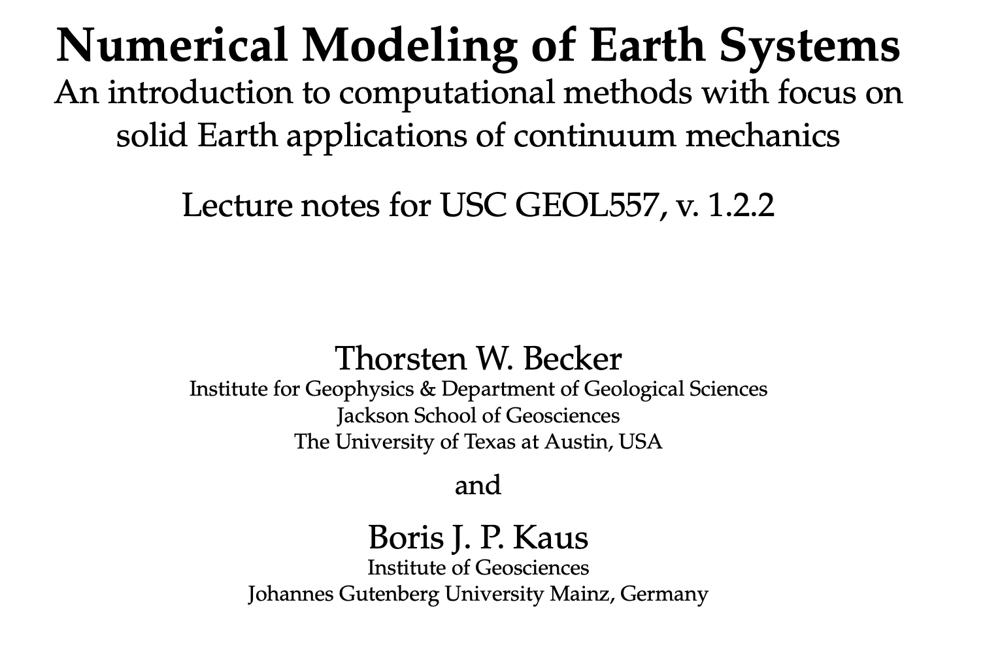 Numerical Modeling of Earth Systems
An introduction to computational methods with focus on
solid Earth applications of continuum mechanics
Lecture notes for USC GEOL557, v. 1.2.2
Thorsten W. Becker
Institute for Geophysics & Department of Geological Sciences
Jackson School of Geosciences
The University of Texas at Austin, USA
and
Boris J. P. Kaus
Institute of Geosciences
Johannes Gutenberg University Mainz, Germany